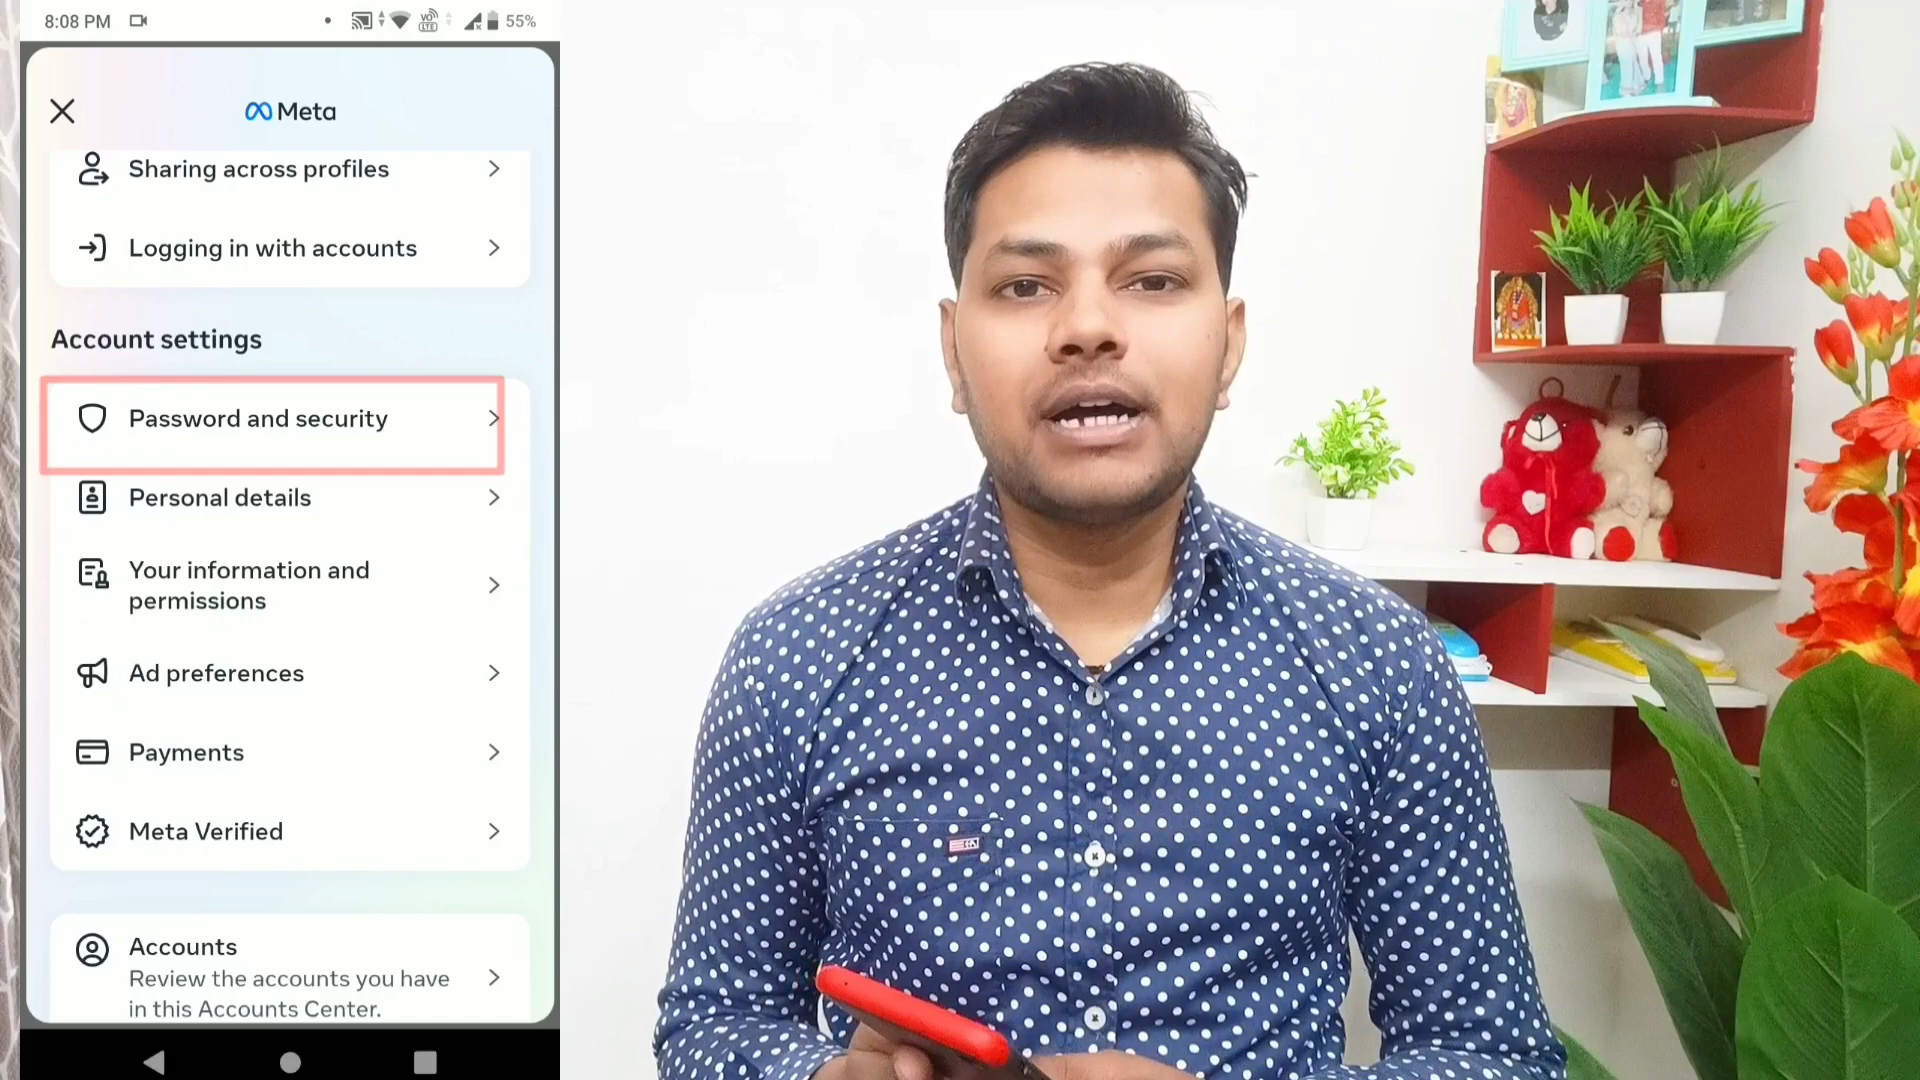 8:08 PM
VO
LTE
55%
Meta
Sharing across profiles
Logging in with accounts
Account settings
Password and security
Personal details
Your information and
permissions
Ad preferences
Payments
Meta Verified
Accounts
Review the accounts you have
in this Accounts Center.